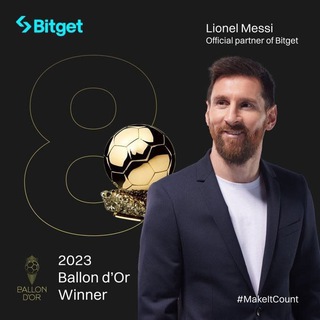 Bitget
Lionel Messi
Official partner of Bitget
8
2023
Ballon d'Or
Winner
BALLON
D'OR
#MakeItCount